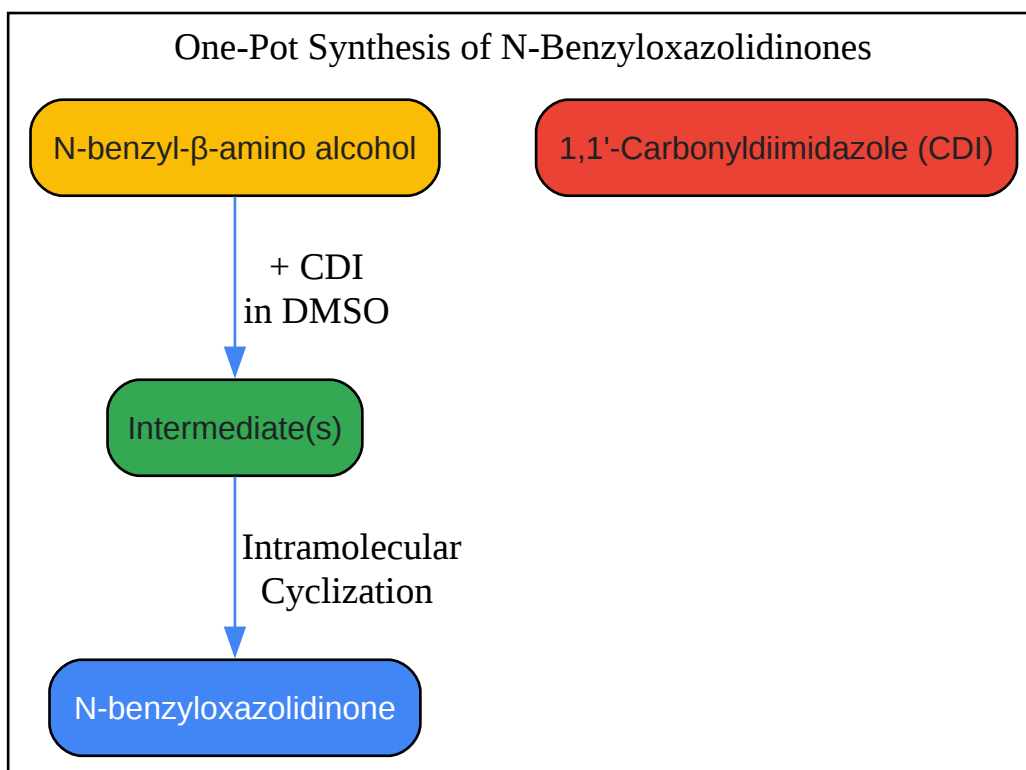 One-Pot Synthesis of N-Benzyloxazolidinones
N-benzyl-β-amino alcohol
1,1'-Carbonyldiimidazole (CDI)
+ CDI
in DMSO
Intermediate(s)
Intramolecular
Cyclization
N-benzyloxazolidinone